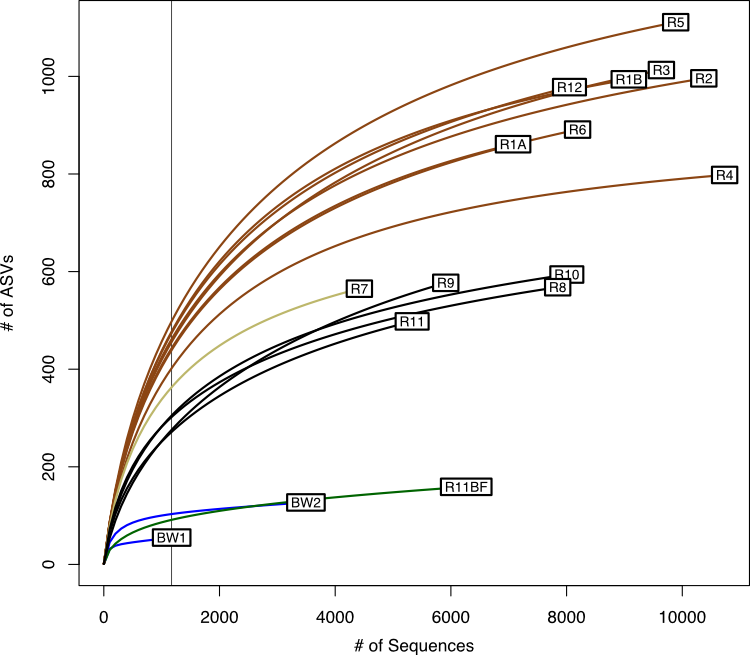 R5
1000
R3
R1B
R2
R12
R6
R1A
800
R4
600
R10
R9
R8
R7
R11
# of ASVs
400
200
R11BF
BW2
BW1
0
0 2000 4000 6000 8000 10000
# of Sequences